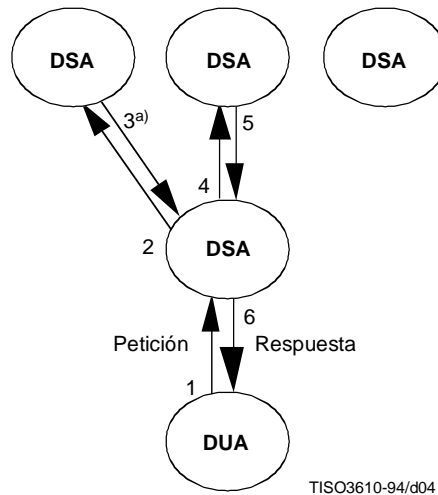 DSA DSA DSA
3a)
5
4
2
DSA
6
Petición Respuesta
1
DUA
TISO3610-94/d04